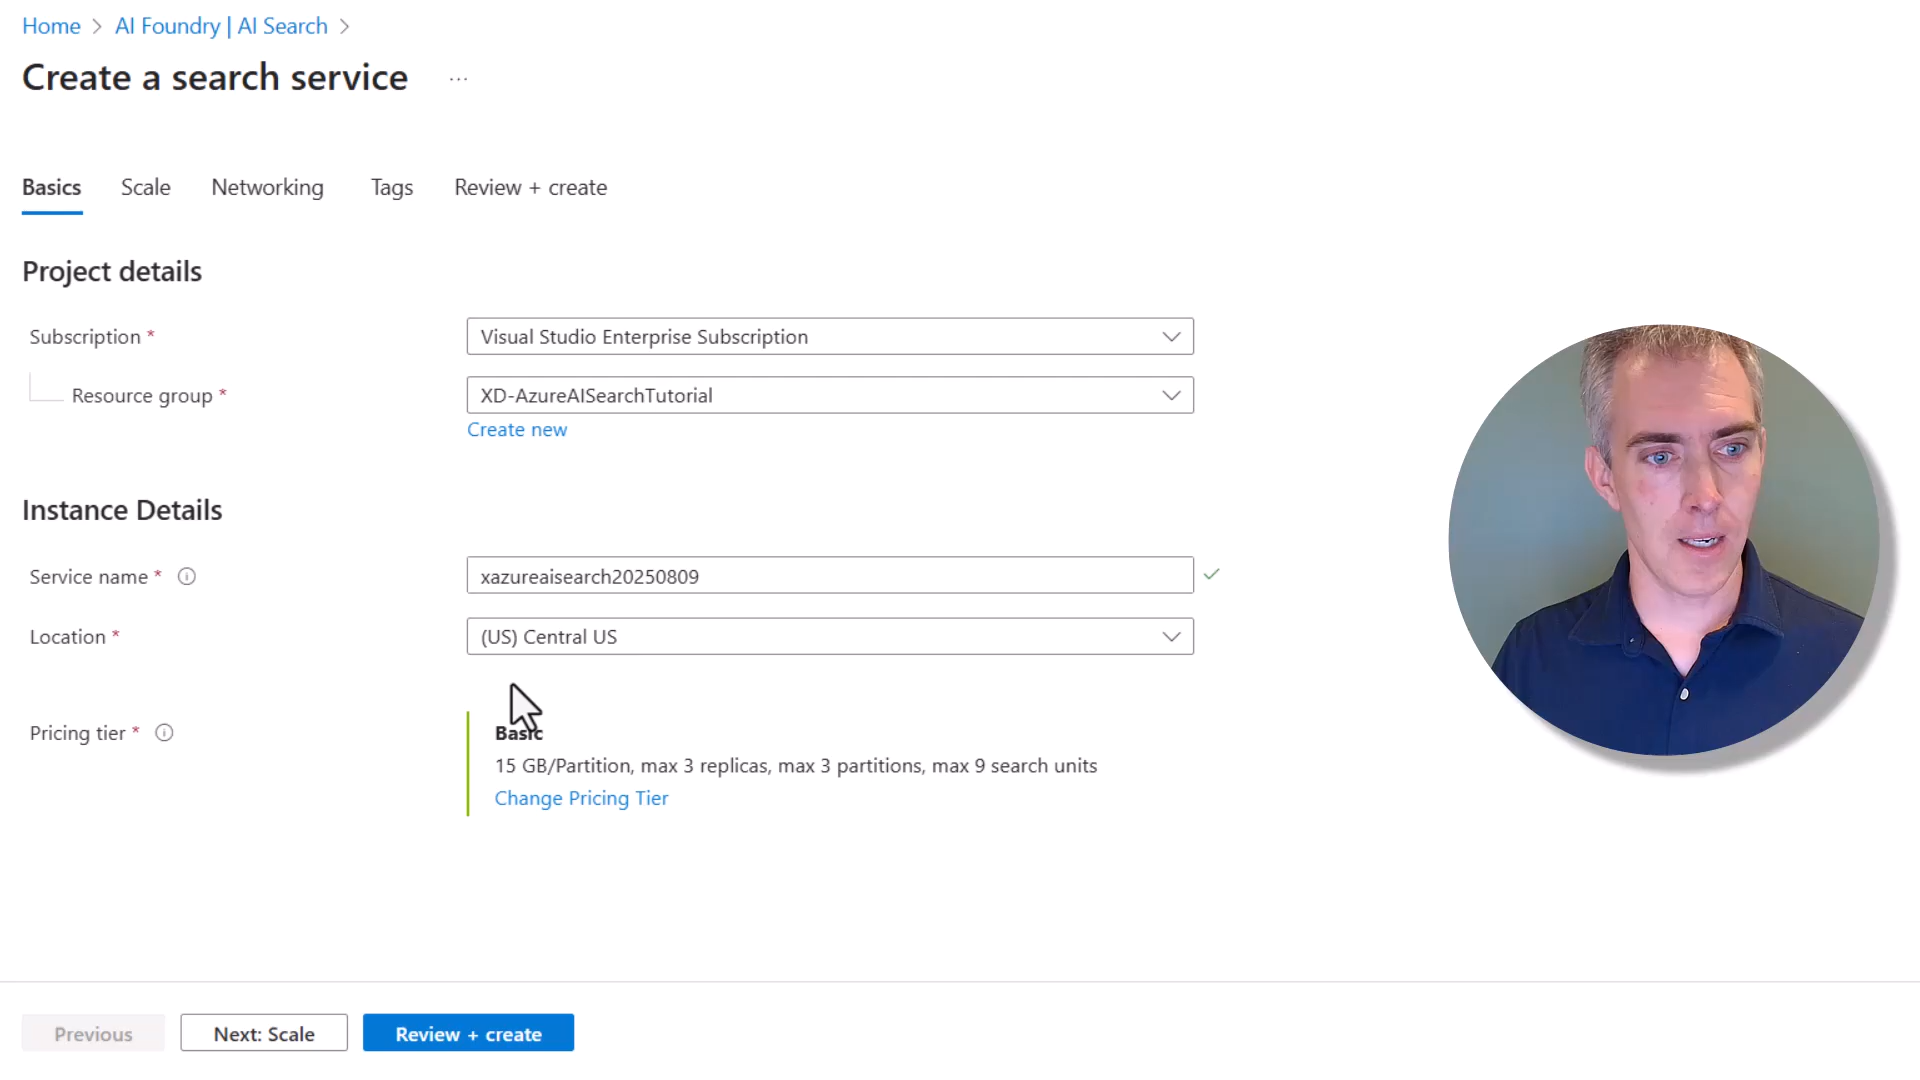 Home > AI Foundry | AI Search >
Create a search service ...
Basics Scale Networking Tags Review + create
Project details
Subscription * Visual Studio Enterprise Subscription
Resource group * XD-AzureAISearchTutorial
Create new
Instance Details
Service name * xazureaisearch20250809
Location * (US) Central US
Pricing tier * Basic
15 GB/Partition, max 3 replicas, max 3 partitions, max 9 search units
Change Pricing Tier
Previous Next: Scale Review + create